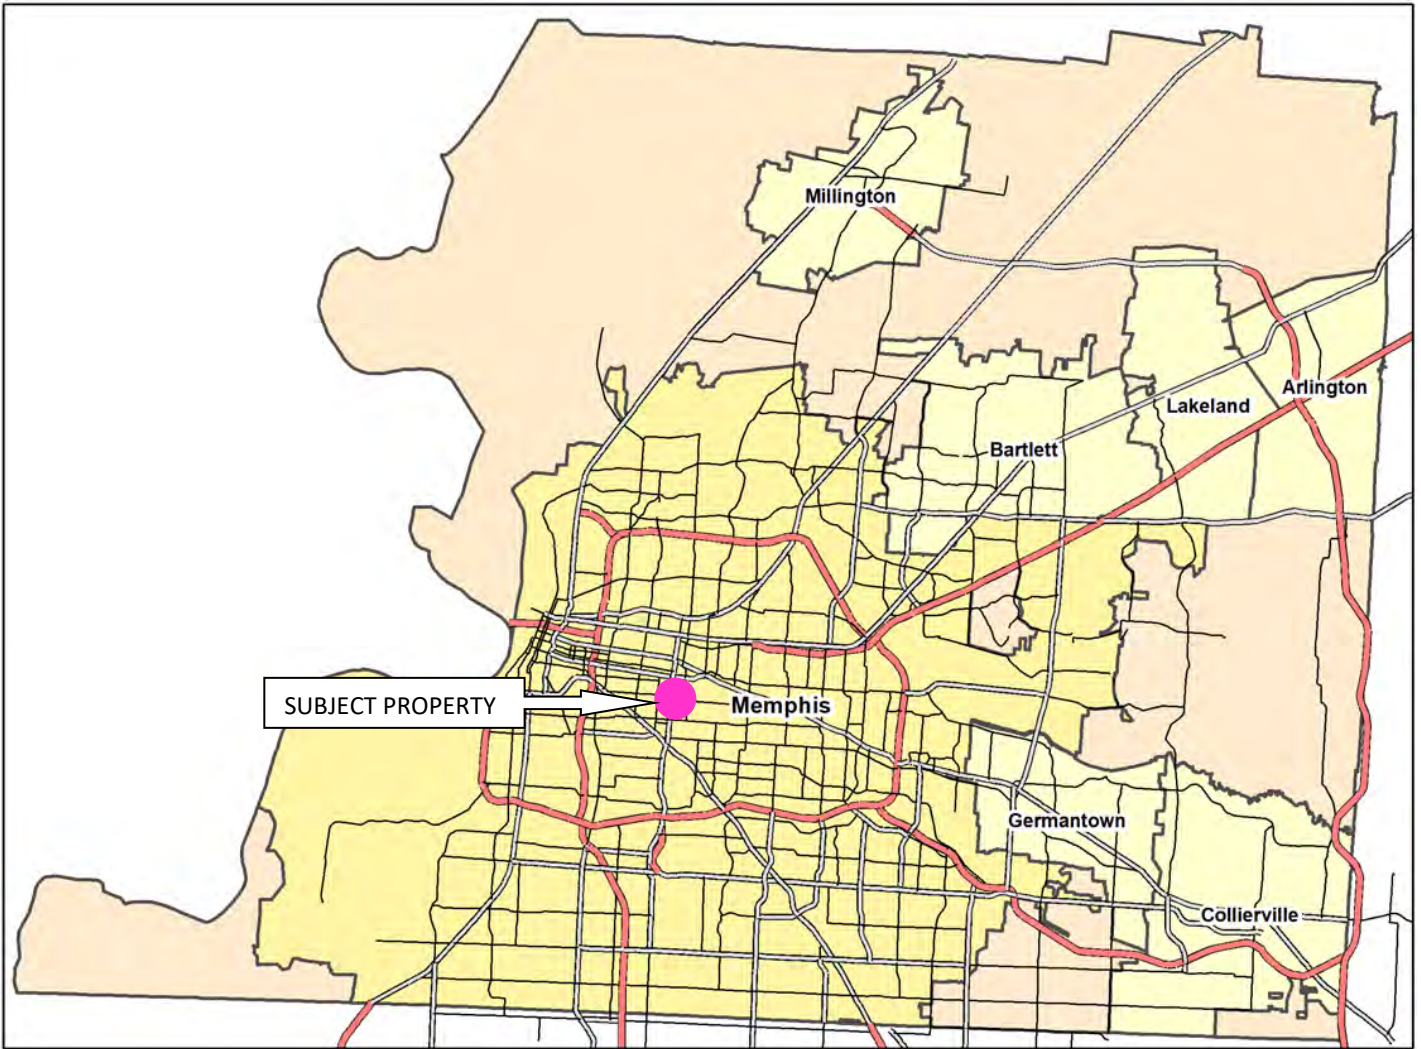 Millington
Arlington
Lakeland
Bartlett
SUBJECT PROPERTY
Memphis
Germantown
Collierville